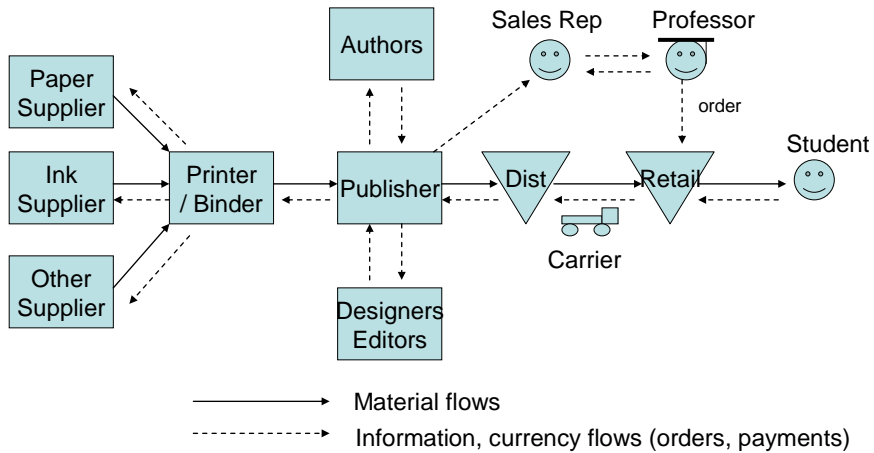 Sales Rep
Professor
Authors
Paper
Supplier
order
Student
Ink
Supplier
Printer
/ Binder
Publisher
Dist
Retail
Carrier
Other
Supplier
Designers
Editors
Material flows
Information, currency flows (orders, payments)